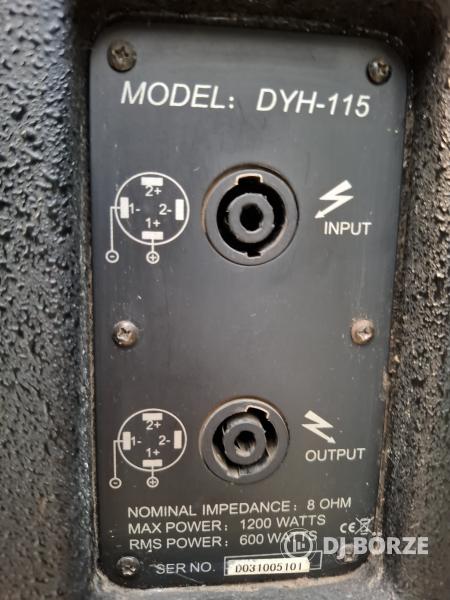 MODEL: DYH-115
2+
1- 2-
1+
INPUT
2+
1- 2-
1+
OUTPUT
NOMINAL IMPEDANCE: 8 OHM
MAX POWER: 1200 WATTS
RMS POWER: 600 WATTS
CE
SER NO. D031005101
DJ BÖRZE